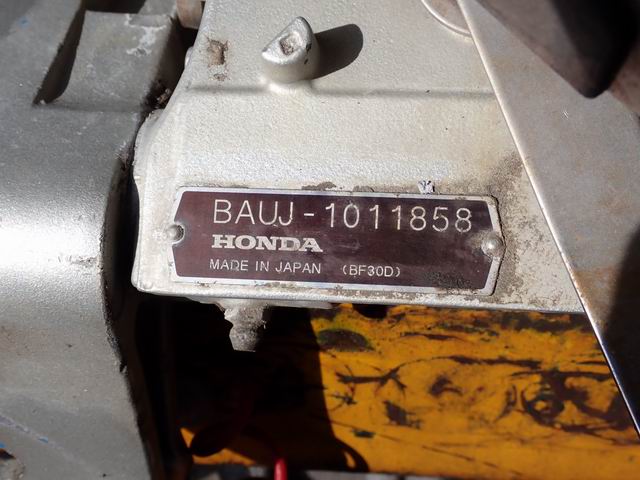 BAUJ-1011858
HONDA
MADE IN JAPAN (BF30D)